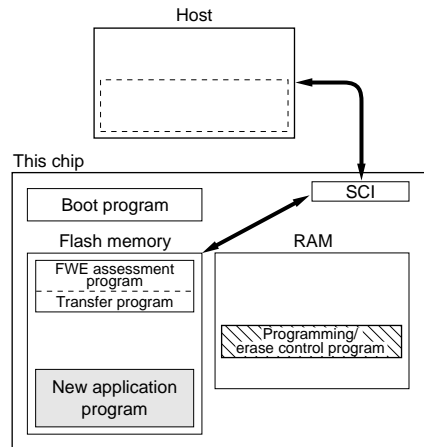 Host
This chip
SCI
Boot program
Flash memory
RAM
FWE assessment
program
Transfer program
Programming/
erase control program
New application
program